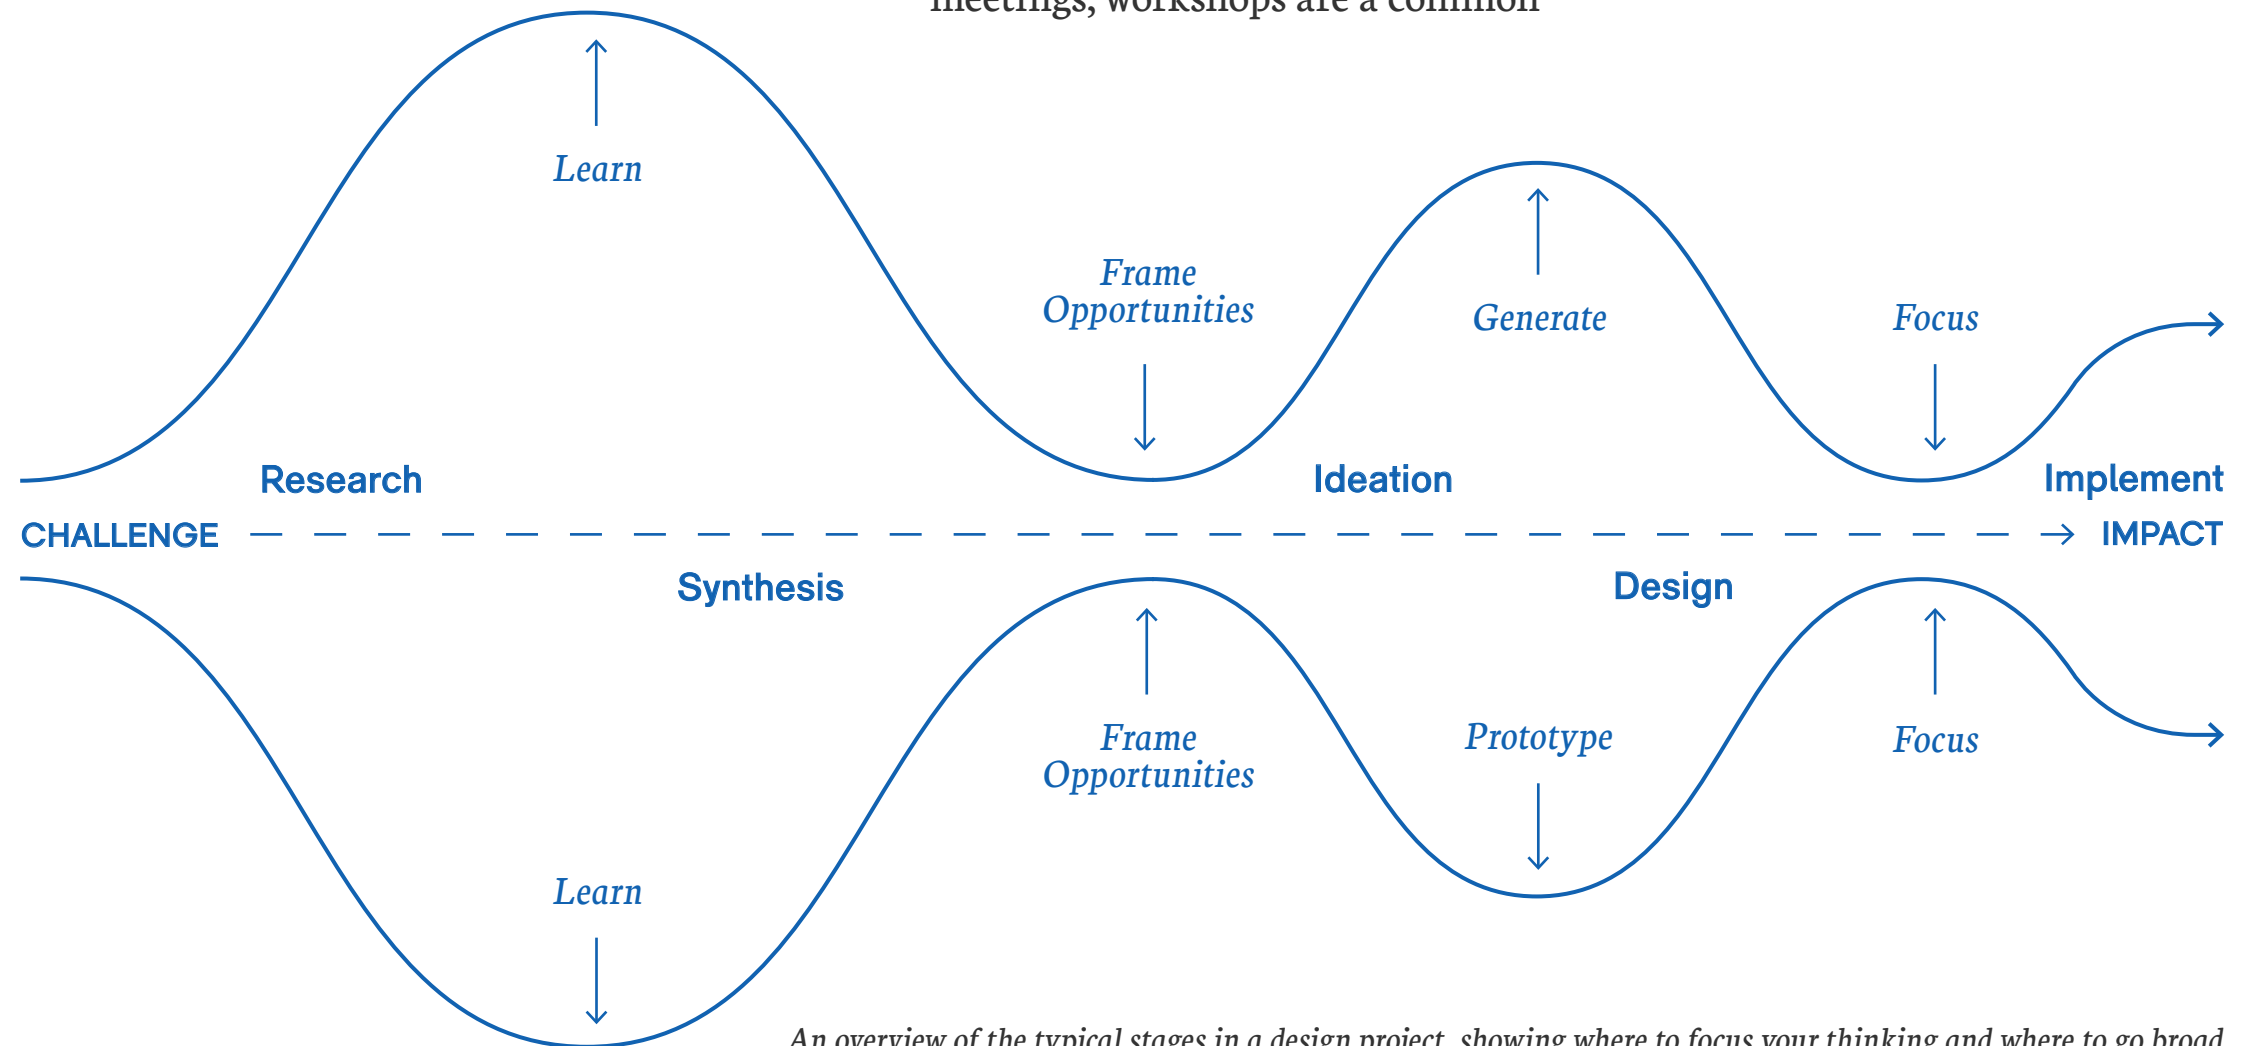 meetings, workshops are a common
Learn
Frame
Opportunities
Generate
Focus
Research
Ideation
Implement
CHALLENGE
IMPACT
Synthesis
Design
Frame
Opportunities
Prototype
Focus
Learn
An overview of the typical stages in a design project, showing where to focus your thinking and where to go broad